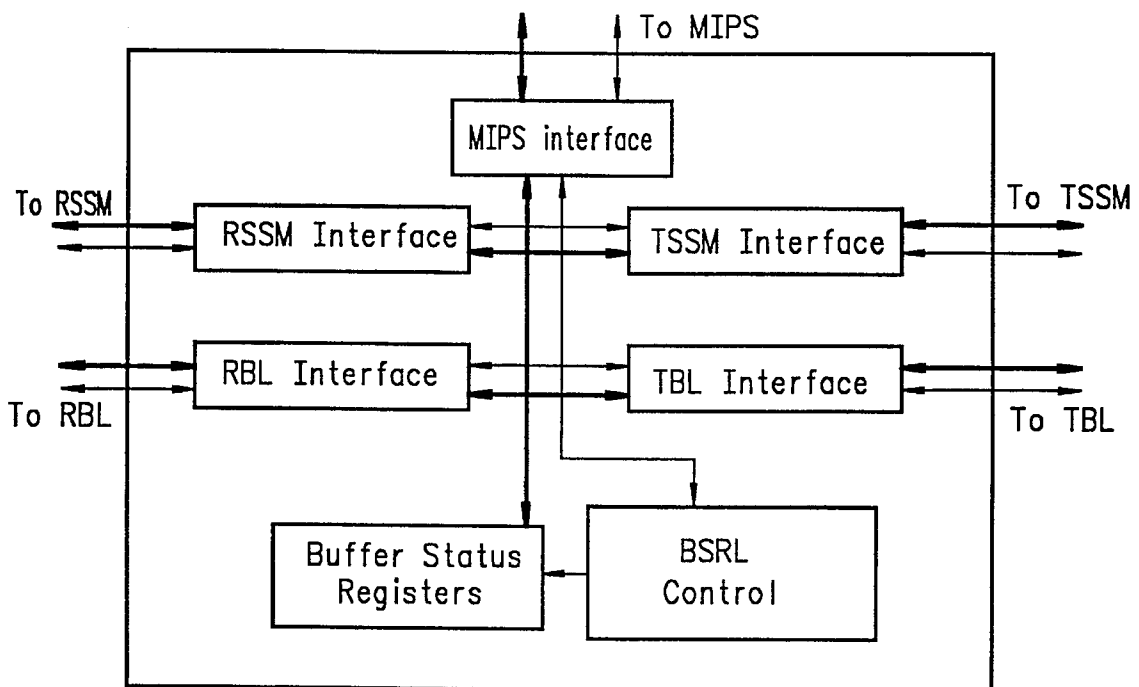 To MIPS
MIPS interface
To RSSM
To TSSM
RSSM Interface
TSSM Interface
RBL Interface
TBL Interface
To RBL
To TBL
Buffer Status
Registers
BSRL
Control